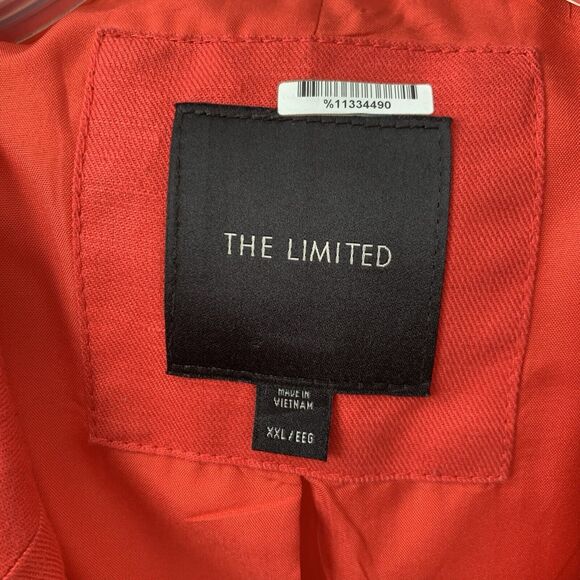 %11334490
THE LIMITED
MADE IN
VIETNAM
XXL/EEG